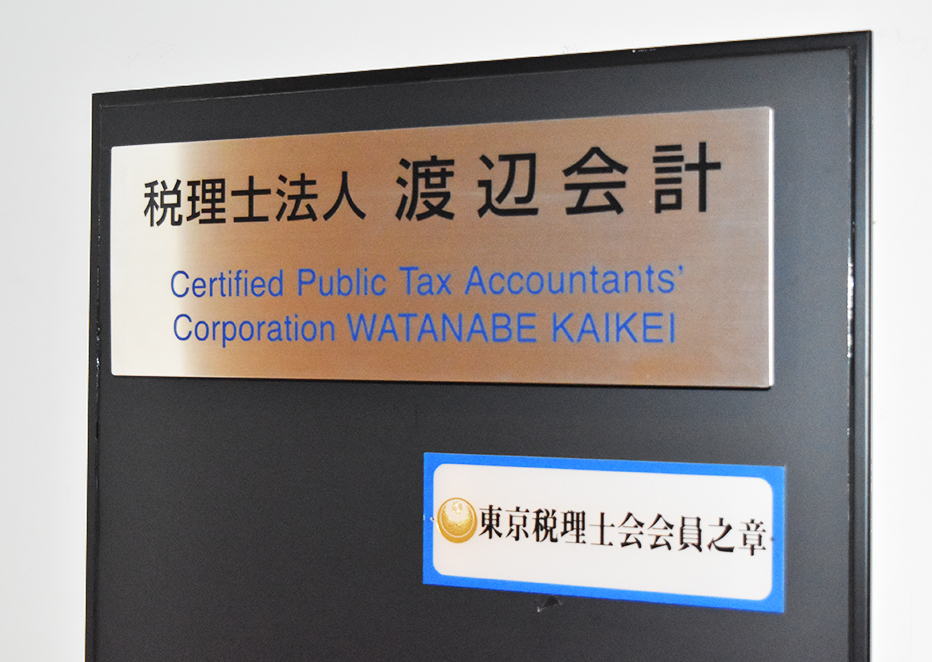 税理士法人 渡辺会計
Certified Public Tax Accountants’
Corporation WATANABE KAIKEI
東京税理士会会員之章